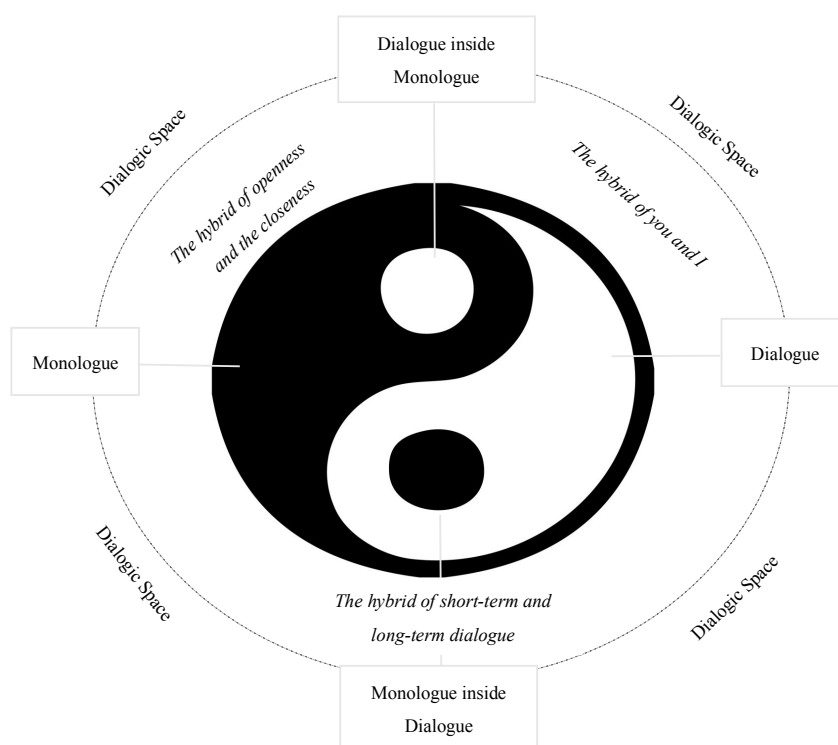 Dialogue inside
Monologue
Dialogic Space
Dialogic Space
The hybrid of openness
and the closeness
The hybrid of you and I
Monologue
Dialogue
Dialogic Space
Dialogic Space
The hybrid of short-term and
long-term dialogue
Monologue inside
Dialogue